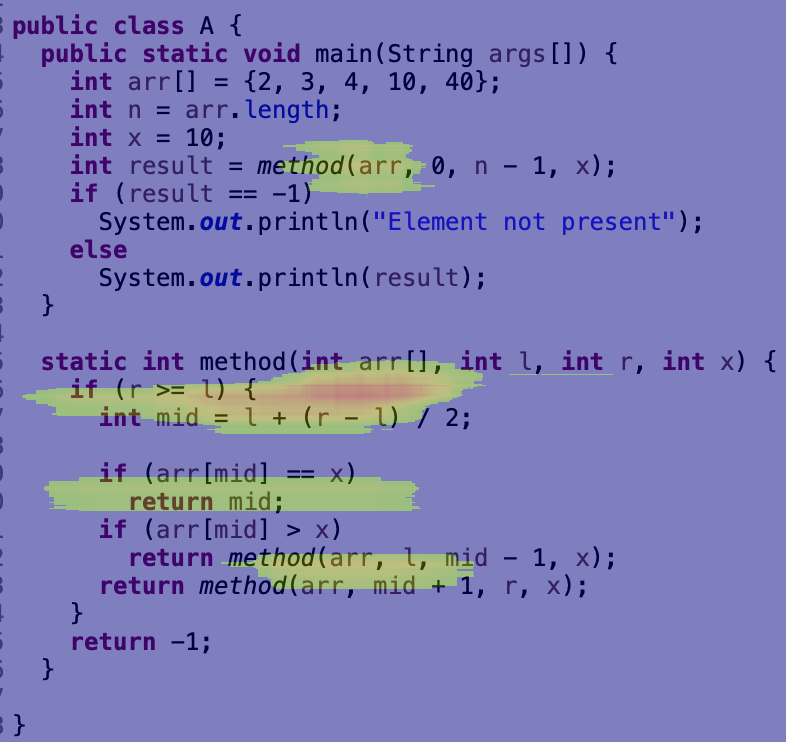 public class A {
  public static void main(String args[]) {
    int arr[] = {2, 3, 4, 10, 40};
    int n = arr.length;
    int x = 10;
    int result = method(arr, 0, n - 1, x);
    if (result == -1)
      System.out.println("Element not present");
    else
      System.out.println(result);
  }

  static int method(int arr[], int l, int r, int x) {
    if (r >= l) {
      int mid = l + (r - l) / 2;

      if (arr[mid] == x)
        return mid;
      if (arr[mid] > x)
        return method(arr, l, mid - 1, x);
      return method(arr, mid + 1, r, x);
    }
    return -1;
  }

}